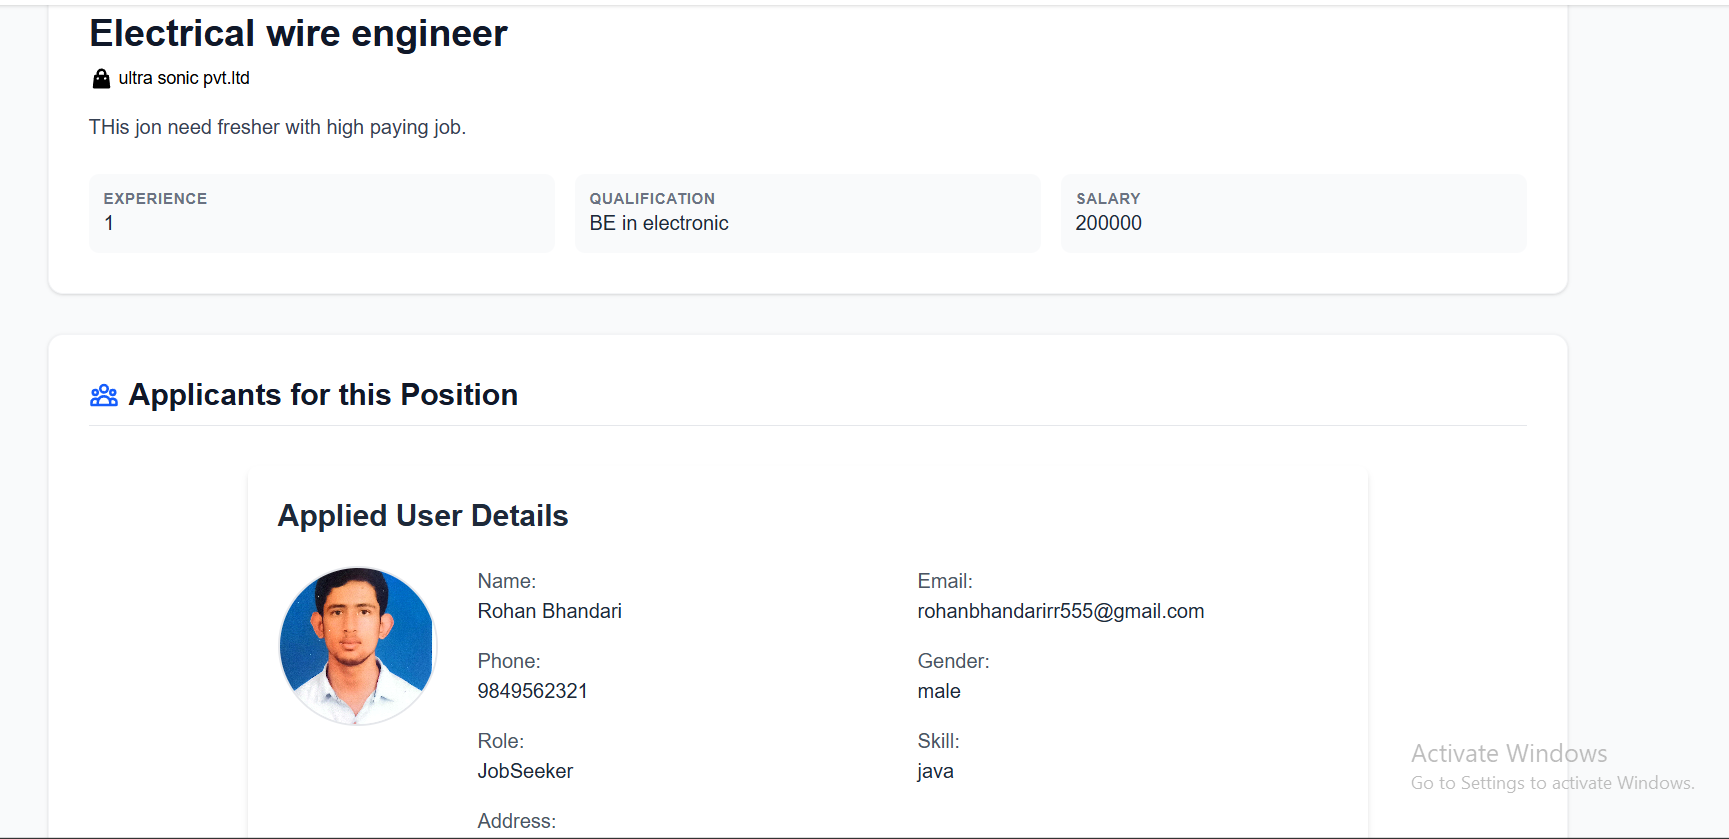 Electrical wire engineer
ultra sonic pvt.ltd
THis jon need fresher with high paying job.
EXPERIENCE
1
QUALIFICATION
BE in electronic
SALARY
200000
Applicants for this Position
Applied User Details
Name:
Rohan Bhandari
Email:
rohanbhandarirr555@gmail.com
Phone:
9849562321
Gender:
male
Role:
JobSeeker
Skill:
java
Address:
Activate Windows
Go to Settings to activate Windows.